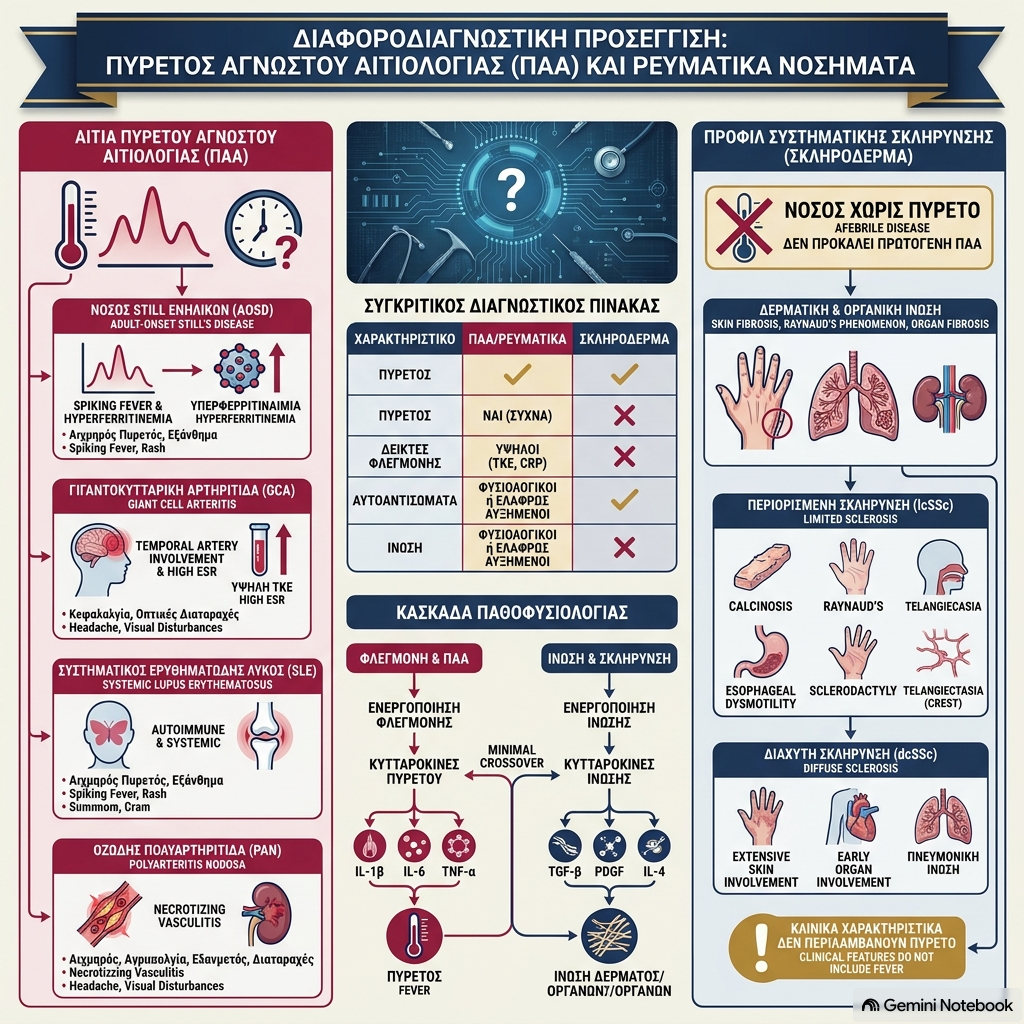 ΔΙΑΦΟΡΟΔΙΑΓΝΩΣΤΙΚΗ ΠΡΟΣΕΓΓΙΣΗ:
ΠΥΡΕΤΟΣ ΑΓΝΩΣΤΟΥ ΑΙΤΙΟΛΟΓΙΑΣ (ΠΑΑ) ΚΑΙ ΡΕΥΜΑΤΙΚΑ ΝΟΣΗΜΑΤΑ
ΑΙΤΙΑ ΠΥΡΕΤΟΥ ΑΓΝΟΣΤΟΥ
ΑΙΤΙΟΛΟΓΙΑΣ (ΠΑΑ)
?
ΝΟΣΟΣ STILL ΕΝΗΛΙΚΩΝ (AOSD)
ADULT-ONSET STILL'S DISEASE
SPIKING FEVER &
HYPERFERRITINEMIA
ΥΠΕΡΦΕΡΡΙΤΙΝΑΙΜΙΑ
HYPERFERRITINEMIA
• Αιχμηρός Πυρετός, Εξάνθημα
• Spiking Fever, Rash
ΓΙΓΑΝΤΟΚΥΤΤΑΡΙΚΗ ΑΡΤΗΡΙΤΙΔΑ (GCA)
GIANT CELL ARTERITIS
TEMPORAL ARTERY
INVOLVEMENT
& HIGH ESR
ΥΨΗΛΗ ΤΚΕ
HIGH ESR
• Κεφαλαλγία, Οπτικές Διαταραχές
• Headache, Visual Disturbances
ΣΥΣΤΗΜΑΤΙΚΟΣ ΕΡΥΘΗΜΑΤΩΔΗΣ ΛΥΚΟΣ (SLE)
SYSTEMIC LUPUS ERYTHEMATOSUS
AUTOIMMUNE
& SYSTEMIC
• Αιχμηρός Πυρετός, Εξάνθημα
• Spiking Fever, Rash
• Summom, Cram
ΟΖΩΔΗΣ ΠΟΛΥΑΡΤΗΡΙΤΙΔΑ (PAN)
POLYARTERITIS NODOSA
NECROTIZING
VASCULITIS
• Αιχμηρός, Αγρυπολγία, Εδανμετός, Διαταραχές
• Necrotizzing Vasculitis
• Headache, Visual Disturbances
?
ΣΥΓΚΡΙΤΙΚΟΣ ΔΙΑΓΝΩΣΤΙΚΟΣ ΠΙΝΑΚΑΣ
ΧΑΡΑΚΤΗΡΙΣΤΙΚΟ ΠΑΑ/ΡΕΥΜΑΤΙΚΑ ΣΚΛΗΡΟΔΕΡΜΑ
ΠΥΡΕΤΟΣ
ΠΥΡΕΤΟΣ ΝΑΙ (ΣΥΧΝΑ)
ΔΕΙΚΤΕΣ
ΦΛΕΓΜΟΝΗΣ
ΥΨΗΛΟΙ
(ΤΚΕ, CRP)
ΑΥΤΟΑΝΤΙΣΩΜΑΤΑ
ΦΥΣΙΟΛΟΓΙΚΟΙ
ή ΕΛΑΦΡΩΣ
ΑΥΞΗΜΕΝΟΙ
ΙΝΩΣΗ
ΦΥΣΙΟΛΟΓΙΚΟΙ
ή ΕΛΑΦΡΩΣ
ΑΥΞΗΜΕΝΟΙ
ΚΑΣΚΑΔΑ ΠΑΘΟΦΥΣΙΟΛΟΓΙΑΣ
ΦΛΕΓΜΟΝΗ & ΠΑΑ
ΕΝΕΡΓΟΠΟΙΗΣΗ
ΦΛΕΓΜΟΝΗΣ
ΚΥΤΤΑΡΟΚΙΝΕΣ
ΠΥΡΕΤΟΥ
IL-1β IL-6 TNF-α
ΠΥΡΕΤΟΣ
FEVER
MINIMAL
CROSSOVER
ΙΝΩΣΗ & ΣΚΛΗΡΥΝΣΗ
ΕΝΕΡΓΟΠΟΙΗΣΗ
ΙΝΩΣΗΣ
ΚΥΤΤΑΡΟΚΙΝΕΣ
ΙΝΩΣΗΣ
TGF-β PDGF IL-4
ΙΝΩΣΗ ΔΕΡΜΑΤΟΣ/
ΟΡΓΑΝΩΝ7/ΟΡΓΑΝΩΝ
ΠΡΟΦΙΛ ΣΥΣΤΗΜΑΤΙΚΗΣ ΣΚΛΗΡΥΝΣΗΣ
(ΣΚΛΗΡΟΔΕΡΜΑ)
ΝΟΣΟΣ ΧΩΡΙΣ ΠΥΡΕΤΟ
AFEBRILE DISEASE
ΔΕΝ ΠΡΟΚΑΛΕΙ ΠΡΩΤΟΓΕΝΗ ΠΑΑ
ΔΕΡΜΑΤΙΚΗ & ΟΡΓΑΝΙΚΗ ΙΝΩΣΗ
SKIN FIBROSIS, RAYNAUD'S PHENOMENON, ORGAN FIBROSIS
ΠΕΡΙΟΡΙΣΜΕΝΗ ΣΚΛΗΡΥΝΣΗ (lcSSc)
LIMITED SCLEROSIS
CALCINOSIS
RAYNAUD'S
TELANGIECASIA
ESOPHAGEAL
DYSMOTILITY
SCLERODACTYLY
TELANGIECTASIA
(CREST)
ΔΙΑΧΥΤΗ ΣΚΛΗΡΥΝΣΗ (dcSSc)
DIFFUSE SCLEROSIS
EXTENSIVE
SKIN
INVOLVEMENT
EARLY
ORGAN
INVOLVEMENT
ΠΝΕΥΜΟΝΙΚΗ
ΙΝΩΣΗ
!
ΚΛΙΝΙΚΑ ΧΑΡΑΚΤΗΡΙΣΤΙΚΑ
ΔΕΝ ΠΕΡΙΛΑΜΒΑΝΟΥΝ ΠΥΡΕΤΟ
CLINICAL FEATURES DO NOT
INCLUDE FEVER
Gemini Notebook